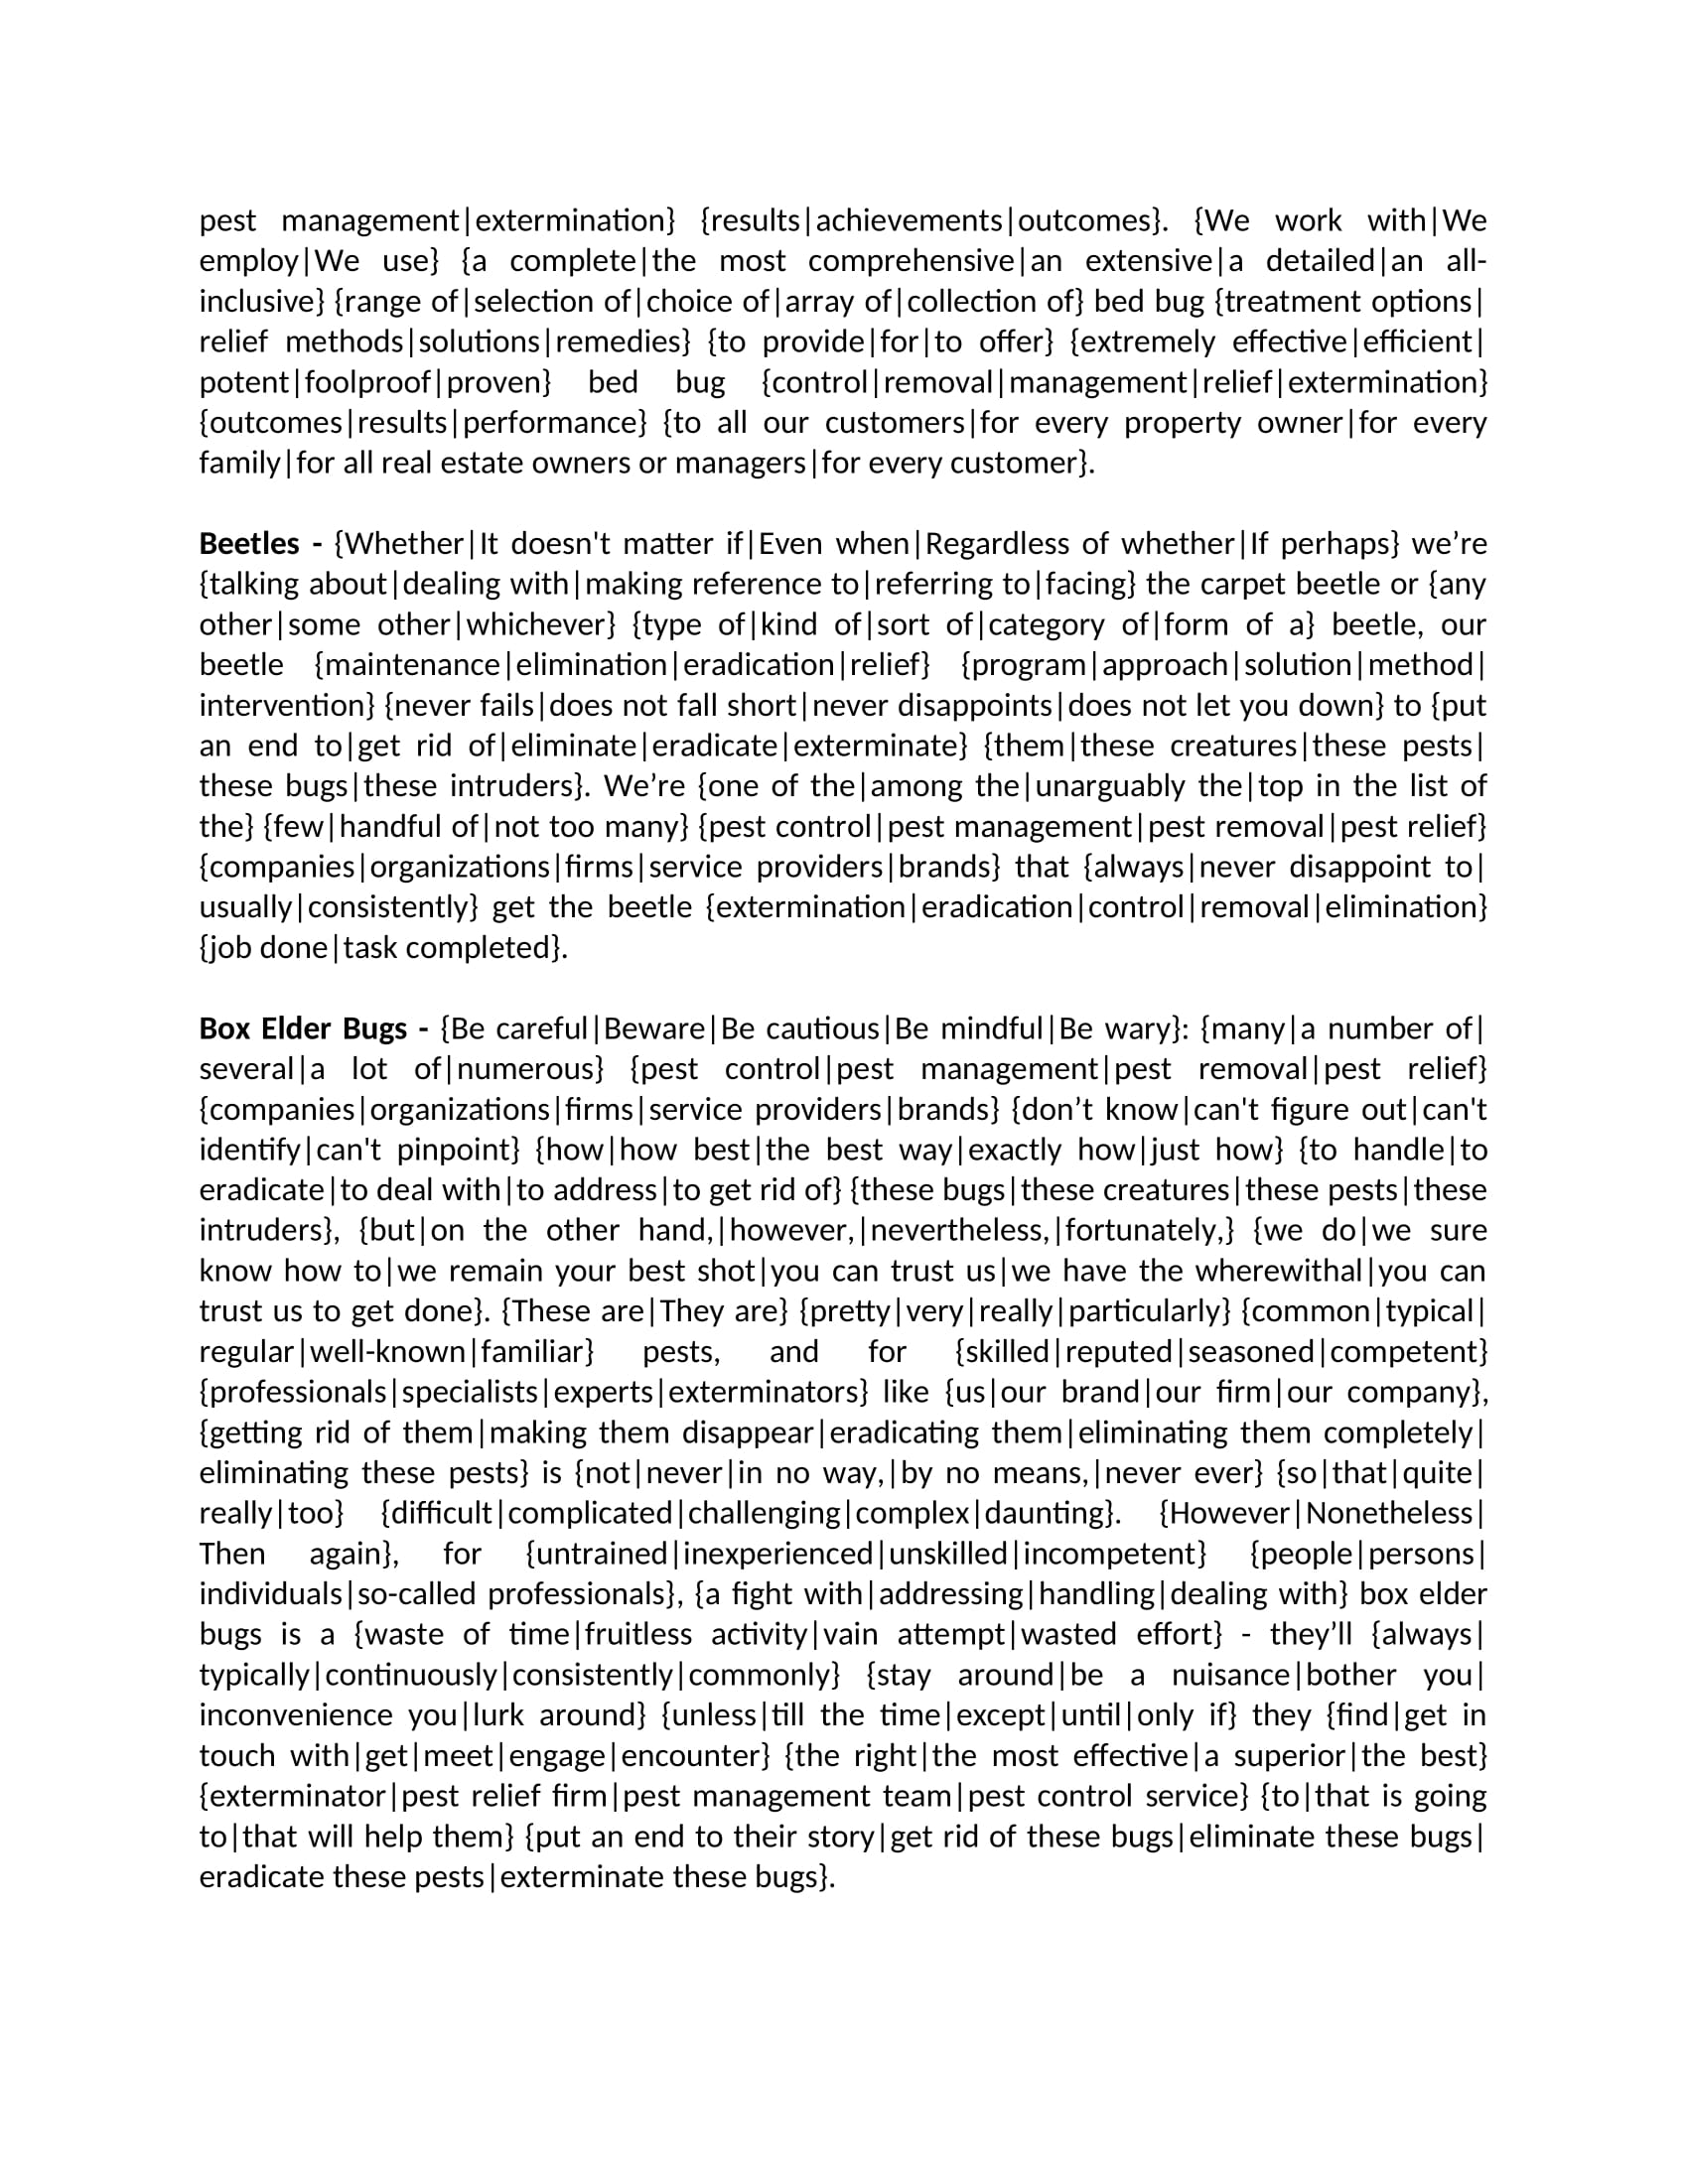 pest management|extermination} {results|achievements|outcomes}. {We work with|We
employ|We use} {a complete|the most comprehensive|an extensive|a detailed|an all-
inclusive} {range of|selection of|choice of|array of|collection of} bed bug {treatment options|
relief methods|solutions|remedies} {to provide|for|to offer} {extremely effective|efficient|
potent|foolproof|proven} bed bug {control|removal|management|relief|extermination}
{outcomes|results|performance} {to all our customers|for every property owner|for every
family|for all real estate owners or managers|for every customer}.
Beetles - {Whether|It doesn't matter if|Even when|Regardless of whether|If perhaps} we’re
{talking about|dealing with|making reference to|referring to|facing} the carpet beetle or {any
other|some other|whichever} {type of|kind of|sort of|category of|form of a} beetle, our
beetle {maintenance|elimination|eradication|relief} {program|approach|solution|method|
intervention} {never fails|does not fall short|never disappoints|does not let you down} to {put
an end to|get rid of|eliminate|eradicate|exterminate} {them|these creatures|these pests|
these bugs|these intruders}. We’re {one of the|among the|unarguably the|top in the list of
the} {few|handful of|not too many} {pest control|pest management|pest removal|pest relief}
{companies|organizations|firms|service providers|brands} that {always|never disappoint to|
usually|consistently} get the beetle {extermination|eradication|control|removal|elimination}
{job done|task completed}.
Box Elder Bugs - {Be careful|Beware|Be cautious|Be mindful|Be wary}: {many|a number of|
several|a lot of|numerous} {pest control|pest management|pest removal|pest relief}
{companies|organizations|firms|service providers|brands} {don’t know|can't figure out|can't
identify|can't pinpoint} {how|how best|the best way|exactly how|just how} {to handle|to
eradicate|to deal with|to address|to get rid of} {these bugs|these creatures|these pests|these
intruders}, {but|on the other hand,|however,|nevertheless,|fortunately,} {we do|we sure
know how to|we remain your best shot|you can trust us|we have the wherewithal|you can
trust us to get done}. {These are|They are} {pretty|very|really|particularly} {common|typical|
regular|well-known|familiar} pests, and for {skilled|reputed|seasoned|competent}
{professionals|specialists|experts|exterminators} like {us|our brand|our firm|our company},
{getting rid of them|making them disappear|eradicating them|eliminating them completely|
eliminating these pests} is {not|never|in no way,|by no means,|never ever} {so|that|quite|
really|too} {difficult|complicated|challenging|complex|daunting}. {However|Nonetheless|
Then again}, for {untrained|inexperienced|unskilled|incompetent} {people|persons|
individuals|so-called professionals}, {a fight with|addressing|handling|dealing with} box elder
bugs is a {waste of time|fruitless activity|vain attempt|wasted effort} - they’ll {always|
typically|continuously|consistently|commonly} {stay around|be a nuisance|bother you|
inconvenience you|lurk around} {unless|till the time|except|until|only if} they {find|get in
touch with|get|meet|engage|encounter} {the right|the most effective|a superior|the best}
{exterminator|pest relief firm|pest management team|pest control service} {to|that is going
to|that will help them} {put an end to their story|get rid of these bugs|eliminate these bugs|
eradicate these pests|exterminate these bugs}.